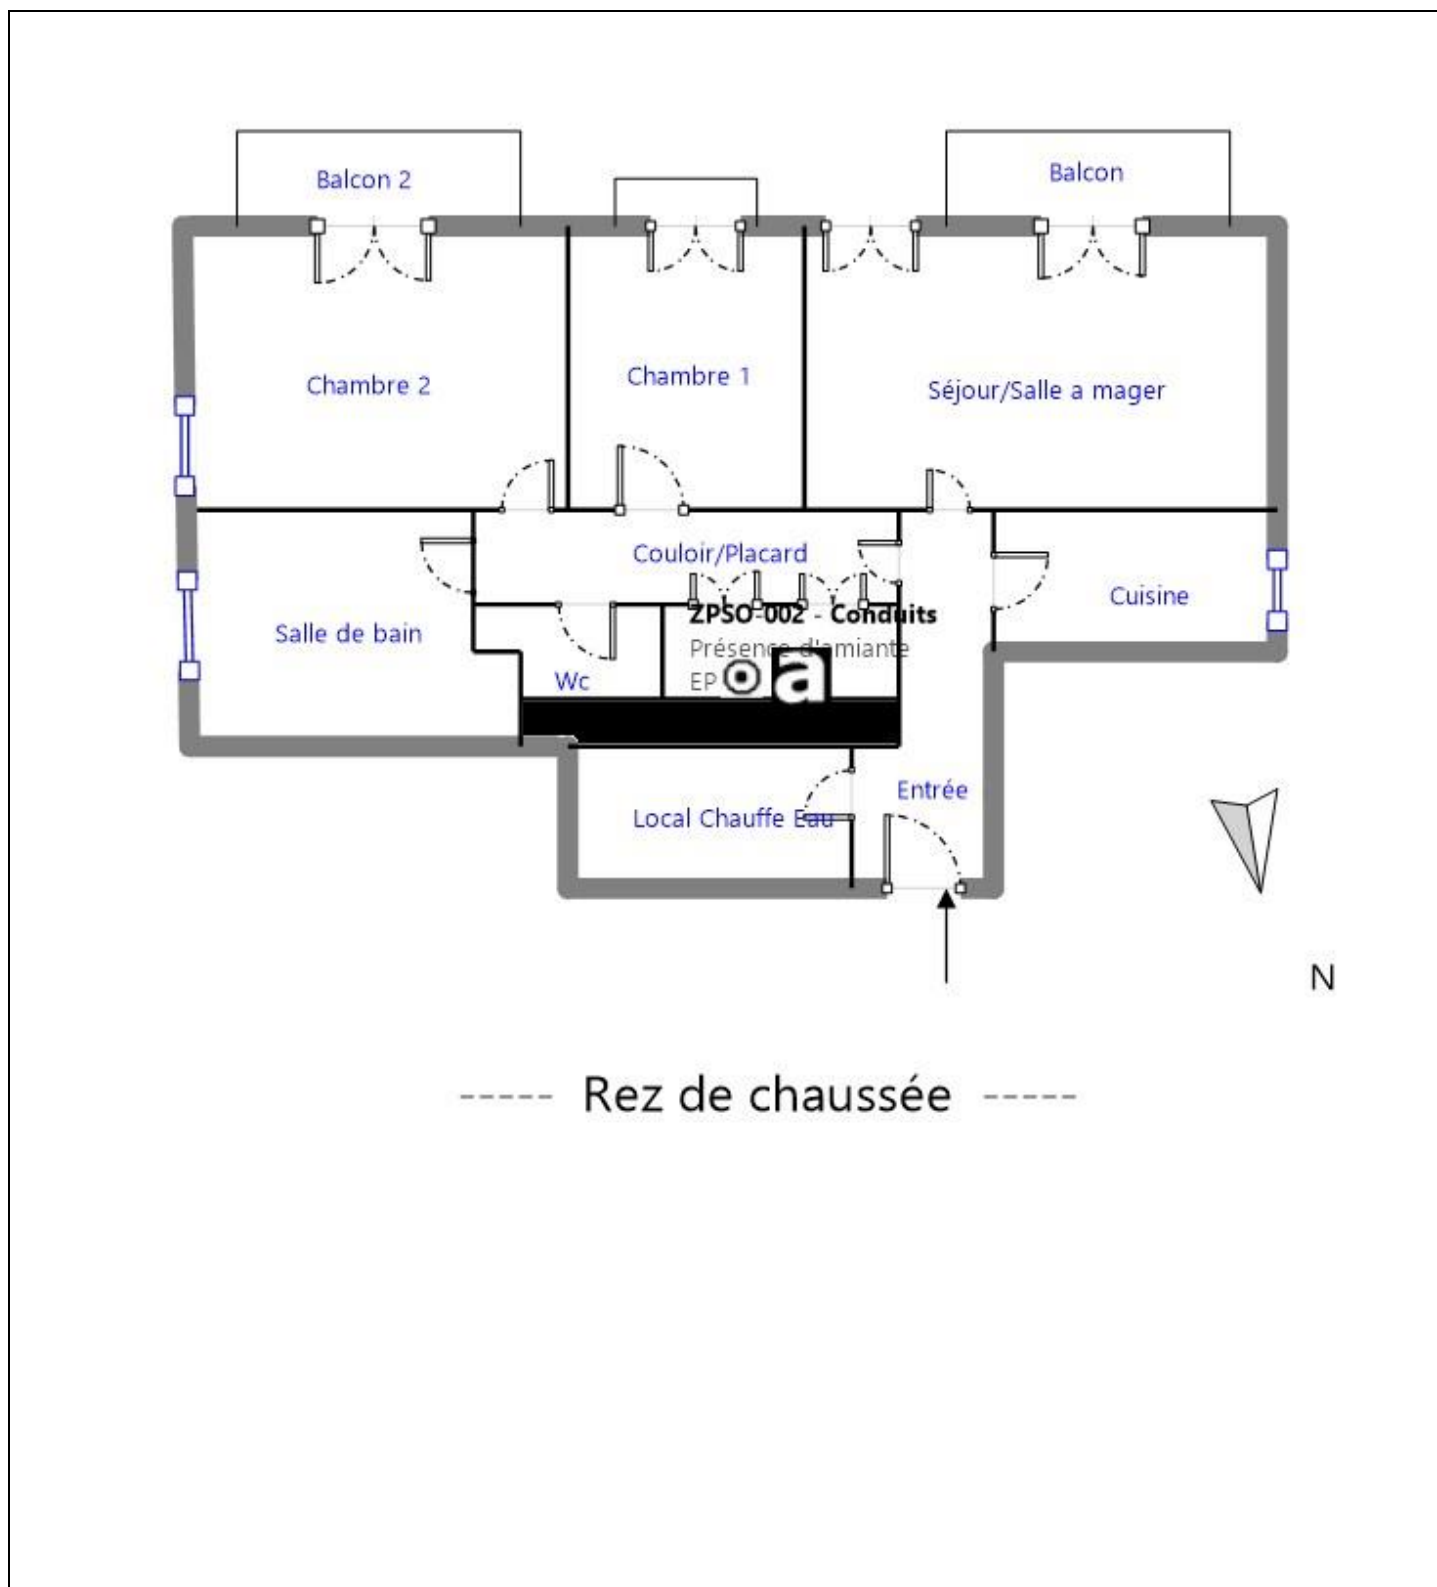 Balcon 2
Balcon
Chambre 2
Chambre 1
Séjour/Salle a mager
Couloir/Placard
Cuisine
ZPSO-002 - Conduits
Présence d'amiante
EP
a
Salle de bain
Wc
Entrée
Local Chauffe Eau
N
----- Rez de chaussée -----